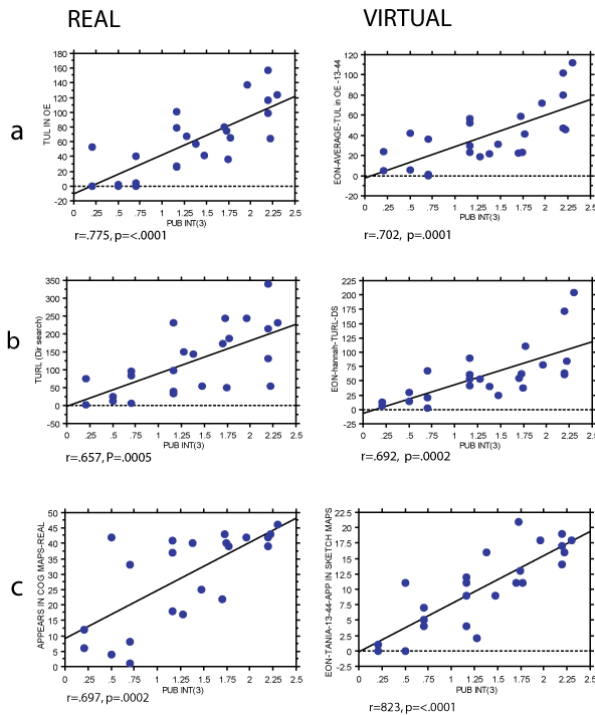 REAL VIRTUAL
a
TUL IN OE
180
160
140
120
100
80
60
40
20
0
-20
0 .25 .5 .75 1 1.25 1.5 1.75 2 2.25 2.5
PUB INT(3)
r=.775, p=<.0001
EON-AVERAGE-TUL in OE -13-44
120
100
80
60
40
20
0
-20
0 .25 .5 .75 1 1.25 1.5 1.75 2 2.25 2.5
PUB INT(3)
r=.702, p=.0001
b
TURL (Dir search)
350
300
250
200
150
100
50
0
-50
0 .25 .5 .75 1 1.25 1.5 1.75 2 2.25 2.5
PUB INT(3)
r=.657, P=.0005
EON-hannah-TURL-DS
225
200
175
150
125
100
75
50
25
0
-25
0 .25 .5 .75 1 1.25 1.5 1.75 2 2.25 2.5
PUB INT(3)
r=.692, p=.0002
c
APPEARS IN COG MAPS-REAL
50
45
40
35
30
25
20
15
10
5
0
0 .25 .5 .75 1 1.25 1.5 1.75 2 2.25 2.5
PUB INT(3)
r=.697, p=.0002
EON-TANIA-13-44-APP IN SKETCH MAPS
22.5
20
17.5
15
12.5
10
7.5
5
2.5
0
-2.5
0 .25 .5 .75 1 1.25 1.5 1.75 2 2.25 2.5
PUB INT(3)
r=823, p=<.0001